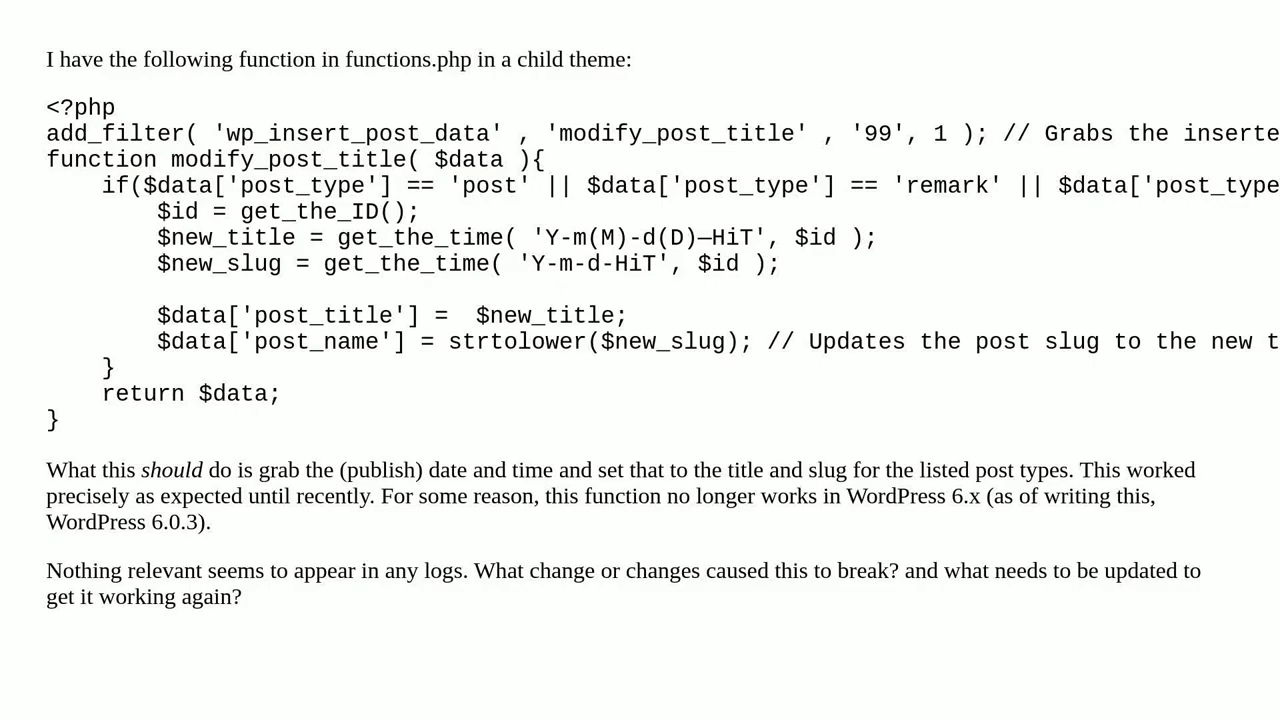 I have the following function in functions.php in a child theme:
<?php
add_filter( 'wp_insert_post_data' , 'modify_post_title' , '99', 1 ); // Grabs the inserte
function modify_post_title( $data ){
    if($data['post_type'] == 'post' || $data['post_type'] == 'remark' || $data['post_type
        $id = get_the_ID();
        $new_title = get_the_time( 'Y-m(M)-d(D)—HiT', $id );
        $new_slug = get_the_time( 'Y-m-d-HiT', $id );
        $data['post_title'] =  $new_title;
        $data['post_name'] = strtolower($new_slug); // Updates the post slug to the new t
    }
    return $data;
}
What this should do is grab the (publish) date and time and set that to the title and slug for the listed post types. This worked
precisely as expected until recently. For some reason, this function no longer works in WordPress 6.x (as of writing this,
WordPress 6.0.3).
Nothing relevant seems to appear in any logs. What change or changes caused this to break? and what needs to be updated to
get it working again?